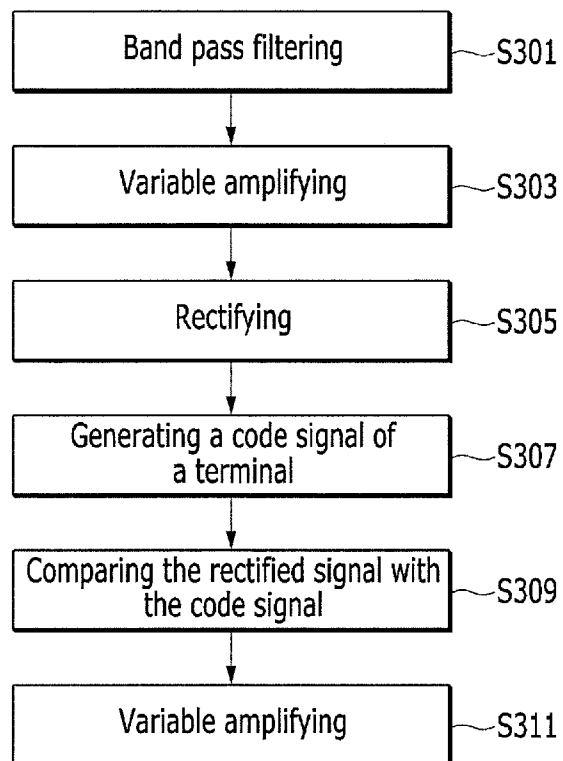 Band pass filtering
S301
Variable amplifying
S303
Rectifying
S305
Generating a code signal of
a terminal
S307
Comparing the rectified signal with
the code signal
S309
Variable amplifying
S311